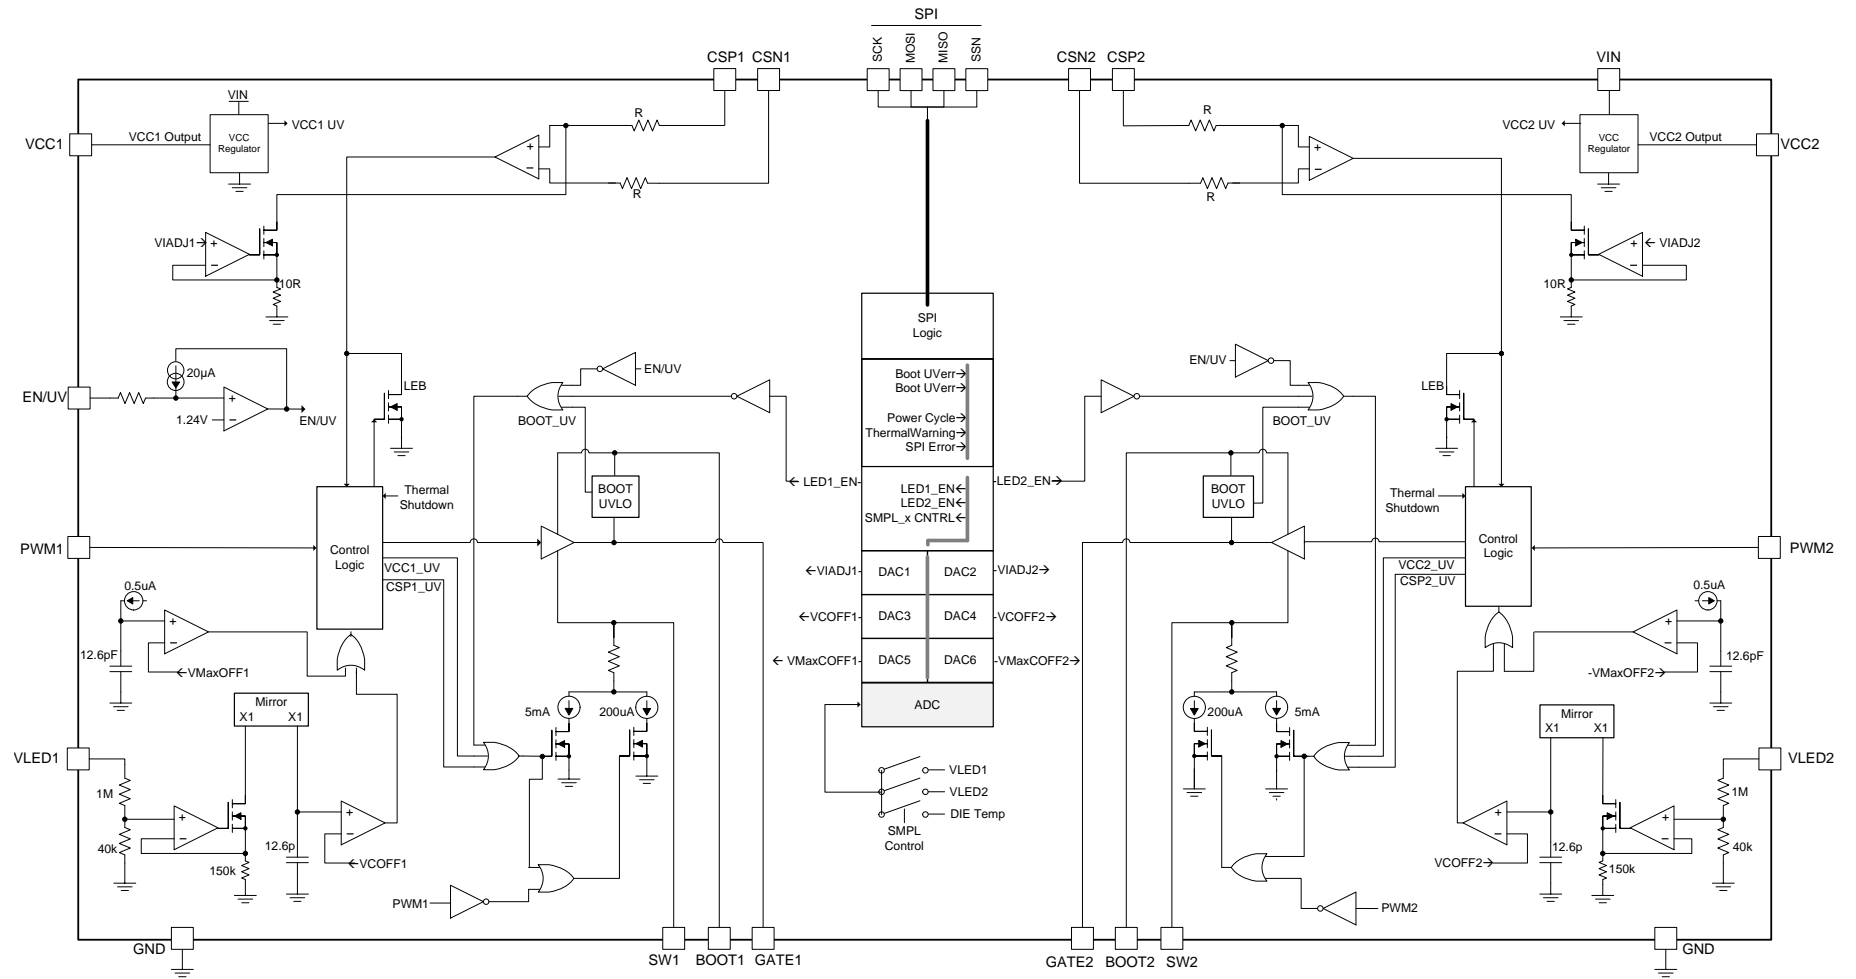 SPI
SCK
MOSI
MISO
SSN
CSP1
CSN1
CSN2
CSP2
VIN
VIN
VCC
Regulator
VCC1 UV
VCC1
VCC1 Output
R
R
R
R
VCC2 UV
VCC
Regulator
VCC2 Output
VCC2
VIADJ1
+
−
10R
+
−
+
−
VIADJ2
+
−
10R
SPI
Logic
EN/UV
20µA
1.24V
+
−
EN/UV
LEB
EN/UV
BOOT_UV
Boot UVerr
Boot UVerr
Power Cycle
ThermalWarning
SPI Error
EN/UV
BOOT_UV
LEB
Thermal
Shutdown
BOOT
UVLO
LED1_EN
LED1_EN
LED2_EN
SMPL_x CNTRL
LED2_EN
BOOT
UVLO
Thermal
Shutdown
PWM1
Control
Logic
VCC1_UV
CSP1_UV
VIADJ1
DAC1
DAC2
VIADJ2
VCC2_UV
CSP2_UV
Control
Logic
PWM2
0.5uA
12.6pF
+
−
VMaxOFF1
VCOFF1
DAC3
DAC4
VCOFF2
VMaxCOFF1
DAC5
DAC6
VMaxCOFF2
ADC
0.5uA
+
−
12.6pF
-VMaxOFF2
Mirror
X1
X1
5mA
200uA
200uA
5mA
Mirror
X1
X1
VLED1
1M
40k
+
−
150k
12.6p
+
−
VCOFF1
VLED1
VLED2
DIE Temp
SMPL
Control
VLED2
1M
40k
+
−
150k
12.6p
+
−
VCOFF2
PWM1
PWM2
GND
SW1
BOOT1
GATE1
GATE2
BOOT2
SW2
GND